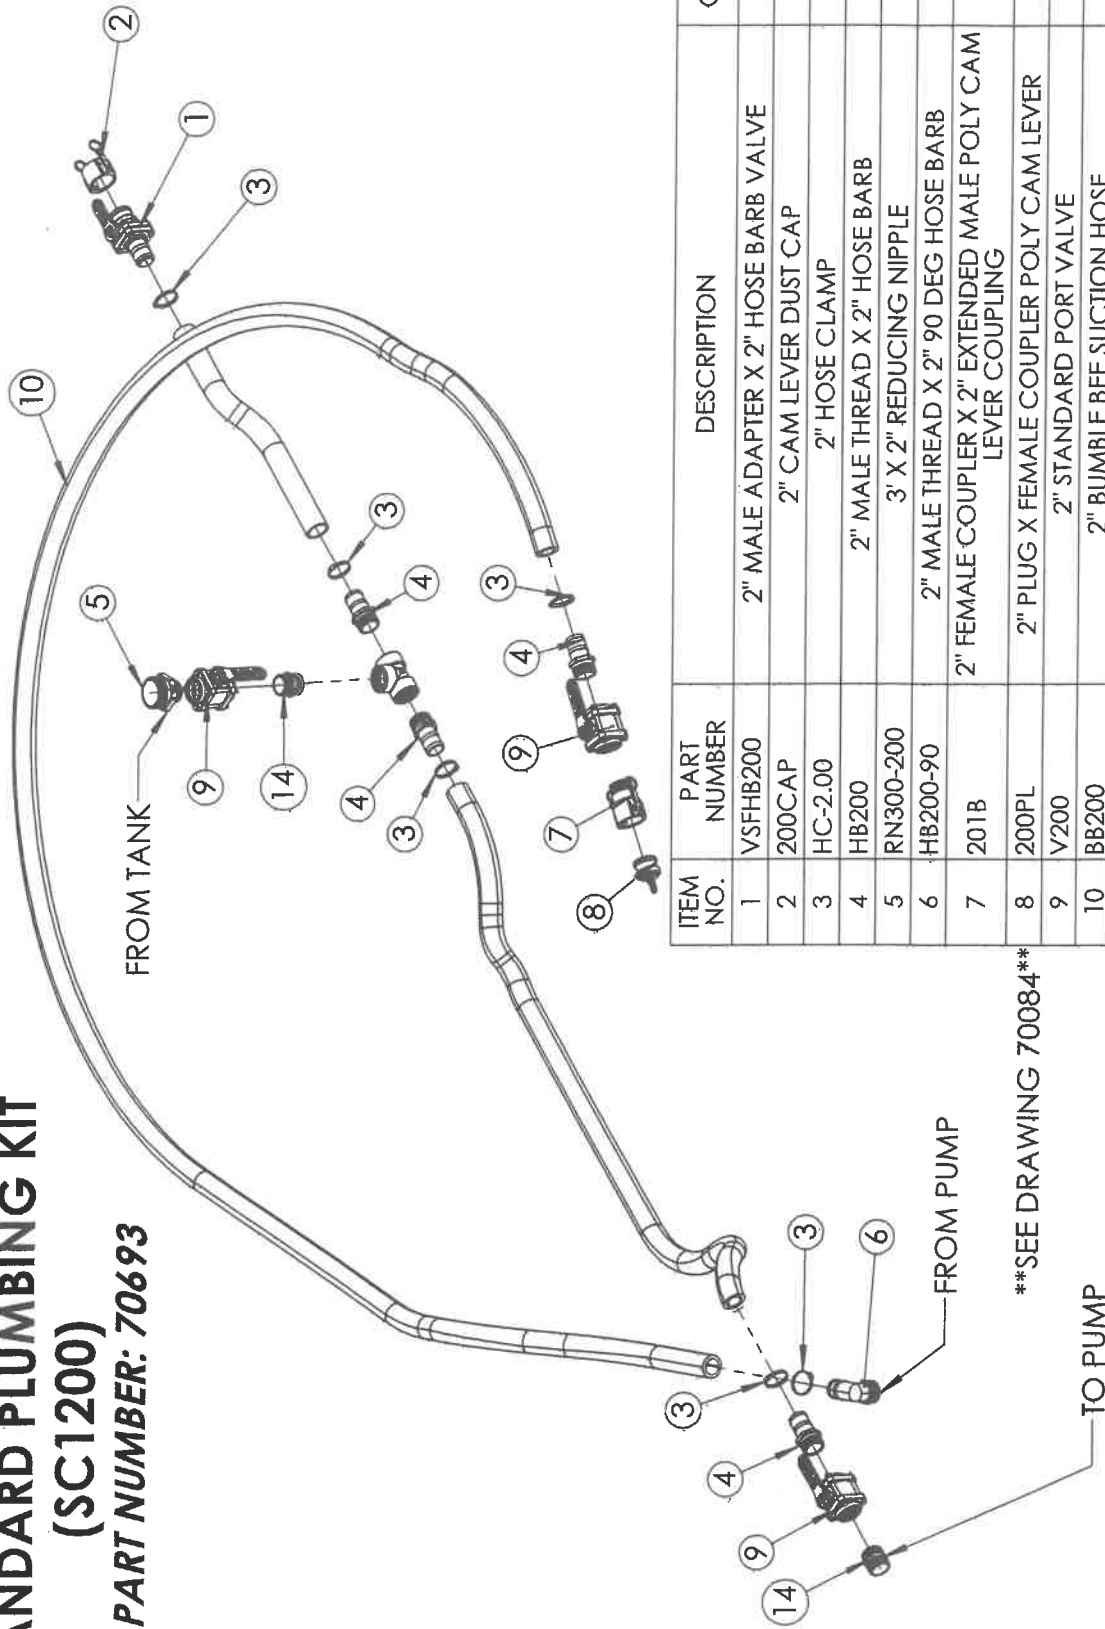 ANDARD PLUMBING KIT
(SC1200)
PART NUMBER: 70693
2
1
3
10
3
4
5
FROM TANK
9
14
4
3
3
4
9
7
8
3
4
9
14
3
6
FROM PUMP
TO PUMP
**SEE DRAWING 70084**
ITEM NO. PART NUMBER DESCRIPTION
1 VSFHB200 2" MALE ADAPTER X 2" HOSE BARB VALVE
2 200CAP 2" CAM LEVER DUST CAP
3 HC-2.00 2" HOSE CLAMP
4 HB200 2" MALE THREAD X 2" HOSE BARB
5 RN300-200 3' X 2" REDUCING NIPPLE
6 HB200-90 2" MALE THREAD X 2" 90 DEG HOSE BARB
7 201B 2" FEMALE COUPLER X 2" EXTENDED MALE POLY CAM
LEVER COUPLING
8 200PL 2" PLUG X FEMALE COUPLER POLY CAM LEVER
9 V200 2" STANDARD PORT VALVE
10 BB200 2" BUMBLE BEE SUCTION HOSE